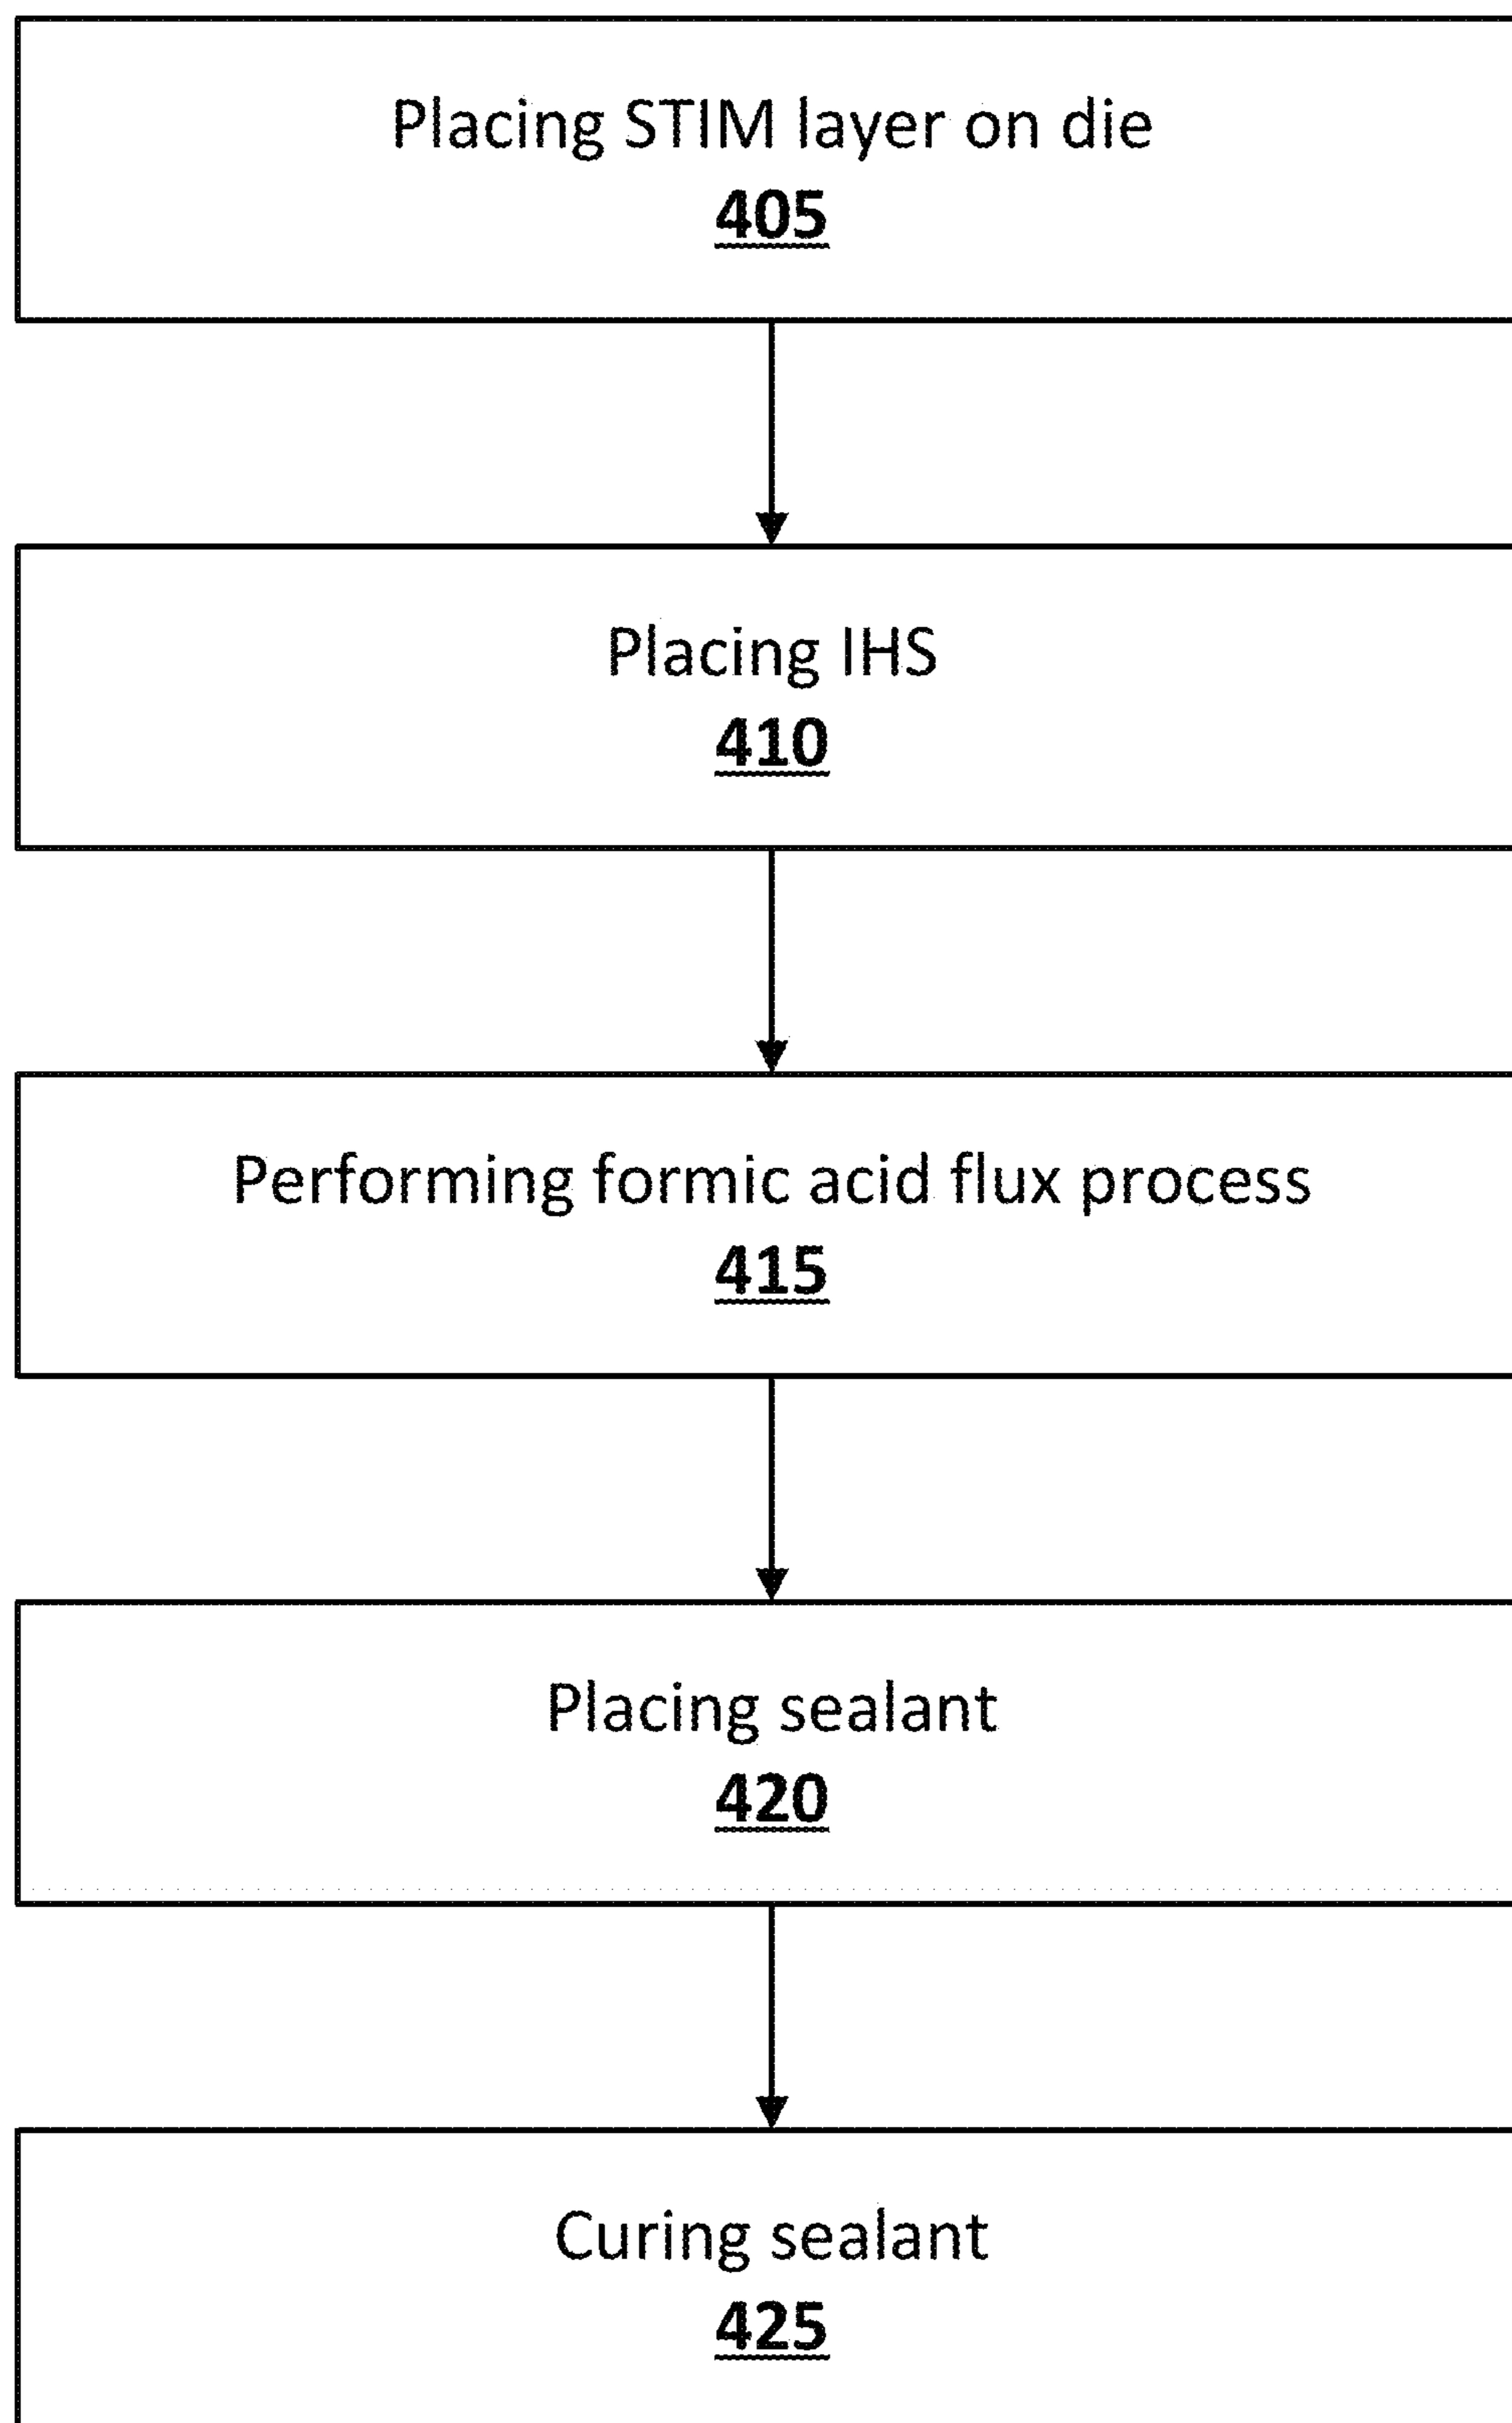 Placing STIM layer on die
405
Placing IHS
410
Performing formic acid flux process
415
Placing sealant
420
Curing sealant
425